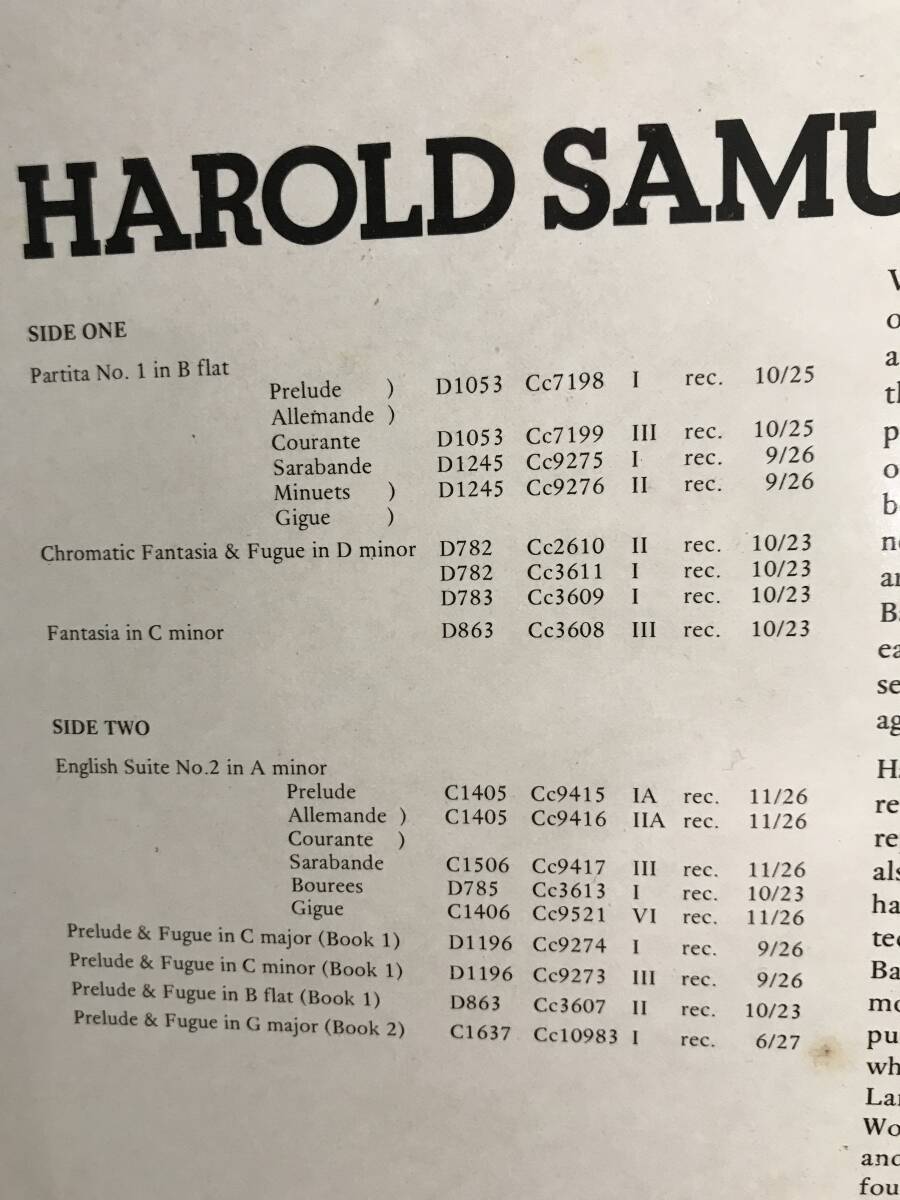 HAROLD SAMU
SIDE ONE
Partita No. 1 in B flat
Prelude ) D1053 Cc7198 I rec. 10/25
Allemande )
Courante D1053 Cc7199 III rec. 10/25
Sarabande D1245 Cc9275 I rec. 9/26
Minuets ) D1245 Cc9276 II rec. 9/26
Gigue )
Chromatic Fantasia & Fugue in D minor D782 Cc2610 II rec. 10/23
D782 Cc3611 I rec. 10/23
D783 Cc3609 I rec. 10/23
Fantasia in C minor D863 Cc3608 III rec. 10/23
SIDE TWO
English Suite No.2 in A minor
Prelude C1405 Cc9415 IA rec. 11/26
Allemande ) C1405 Cc9416 IIA rec. 11/26
Courante )
Sarabande C1506 Cc9417 III rec. 11/26
Bourees D785 Cc3613 I rec. 10/23
Gigue C1406 Cc9521 VI rec. 11/26
Prelude & Fugue in C major (Book 1) D1196 Cc9274 I rec. 9/26
Prelude & Fugue in C minor (Book 1) D1196 Cc9273 III rec. 9/26
Prelude & Fugue in B flat (Book 1) D863 Cc3607 II rec. 10/23
Prelude & Fugue in G major (Book 2) C1637 Cc10983 I rec. 6/27